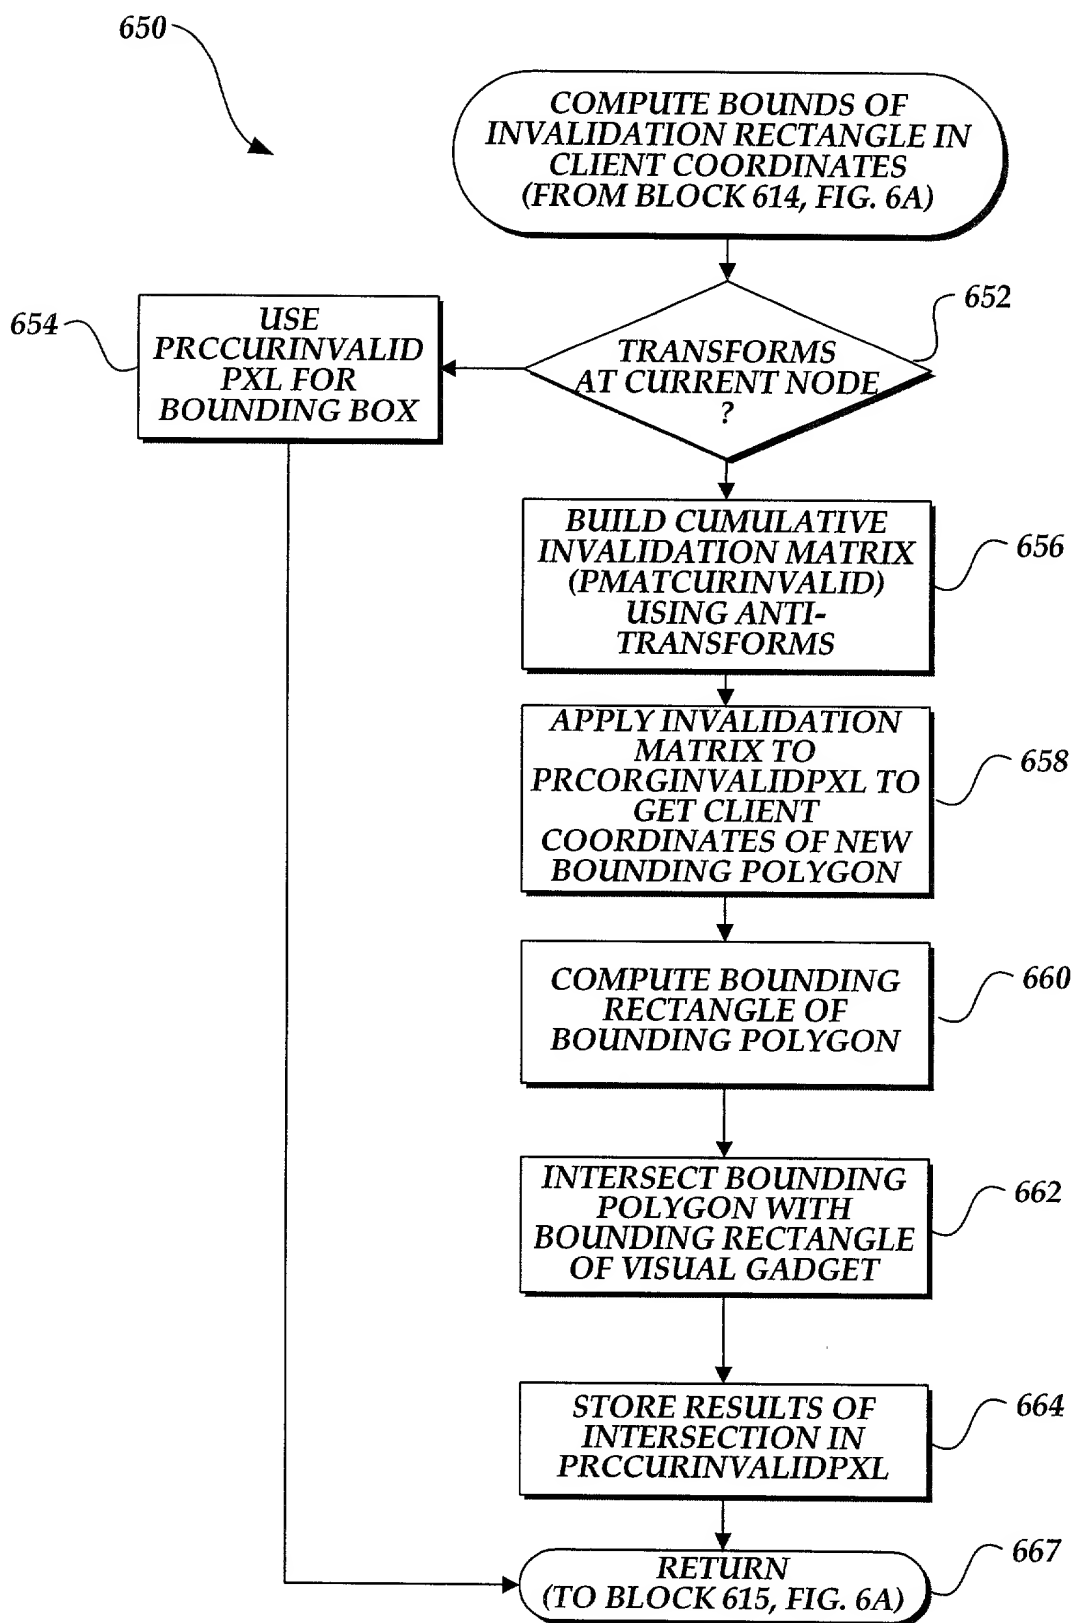 650
COMPUTE BOUNDS OF
INVALIDATION RECTANGLE IN
CLIENT COORDINATES
(FROM BLOCK 614, FIG. 6A)
652
TRANSFORMS
AT CURRENT NODE
?
654
USE
PRCCURINVALID
PXL FOR
BOUNDING BOX
BUILD CUMULATIVE
INVALIDATION MATRIX
(PMATCURINVALID)
USING ANTI-
TRANSFORMS
656
APPLY INVALIDATION
MATRIX TO
PRCORGINVALIDPXL TO
GET CLIENT
COORDINATES OF NEW
BOUNDING POLYGON
658
COMPUTE BOUNDING
RECTANGLE OF
BOUNDING POLYGON
660
INTERSECT BOUNDING
POLYGON WITH
BOUNDING RECTANGLE
OF VISUAL GADGET
662
STORE RESULTS OF
INTERSECTION IN
PRCCURINVALIDPXL
664
RETURN
(TO BLOCK 615, FIG. 6A)
667